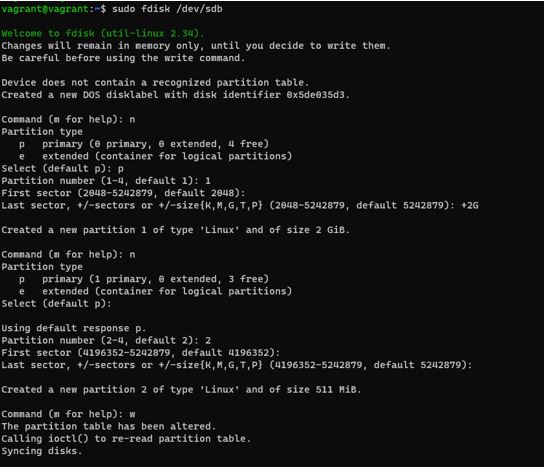 vagrant@vagrant:~$ sudo fdisk /dev/sdb
Welcome to fdisk (util-linux 2.34).
Changes will remain in memory only, until you decide to write them.
Be careful before using the write command.
Device does not contain a recognized partition table.
Created a new DOS disklabel with disk identifier 0x5de035d3.
Command (m for help): n
Partition type
   p   primary (0 primary, 0 extended, 4 free)
   e   extended (container for logical partitions)
Select (default p): p
Partition number (1-4, default 1): 1
First sector (2048-5242879, default 2048):
Last sector, +/-sectors or +/-size{K,M,G,T,P} (2048-5242879, default 5242879): +2G
Created a new partition 1 of type 'Linux' and of size 2 GiB.
Command (m for help): n
Partition type
   p   primary (1 primary, 0 extended, 3 free)
   e   extended (container for logical partitions)
Select (default p):
Using default response p.
Partition number (2-4, default 2): 2
First sector (4196352-5242879, default 4196352):
Last sector, +/-sectors or +/-size{K,M,G,T,P} (4196352-5242879, default 5242879):
Created a new partition 2 of type 'Linux' and of size 511 MiB.
Command (m for help): w
The partition table has been altered.
Calling ioctl() to re-read partition table.
Syncing disks.